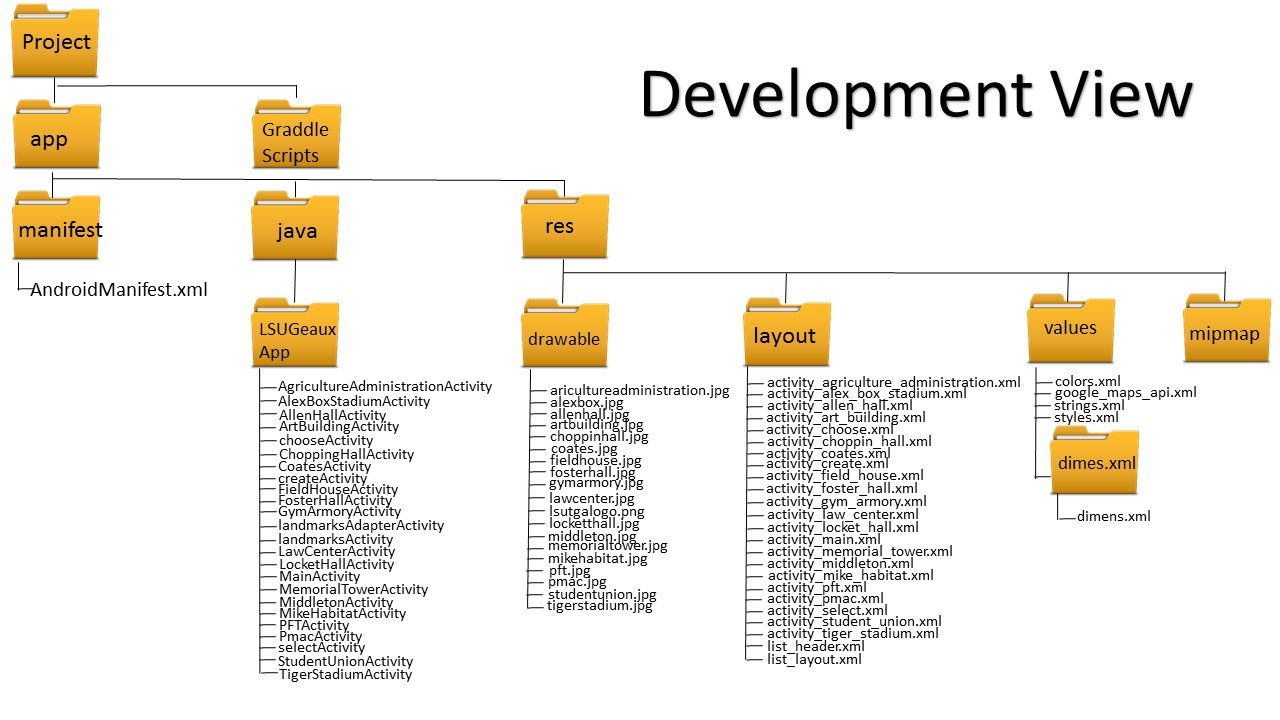 Project
Development View
app
Graddle
Scripts
manifest
java
res
AndroidManifest.xml
LSUGeaux
App
drawable
layout
values
mipmap
AgricultureAdministrationActivity
AlexBoxStadiumActivity
AllenHallActivity
ArtBuildingActivity
chooseActivity
ChoppingHallActivity
CoatesActivity
createActivity
FieldHouseActivity
FosterHallActivity
GymArmoryActivity
landmarksAdapterActivity
landmarksActivity
LawCenterActivity
LocketHallActivity
MainActivity
MemorialTowerActivity
MiddletonActivity
MikeHabitatActivity
PFTActivity
PmacActivity
selectActivity
StudentUnionActivity
TigerStadiumActivity
aricultureadministration.jpg
alexbox.jpg
allenhall.jpg
artbuilding.jpg
choppinhall.jpg
coates.jpg
fieldhouse.jpg
fosterhall.jpg
gymarmory.jpg
lawcenter.jpg
lsutgalogo.png
locketthall.jpg
middleton.jpg
memorialtower.jpg
mikehabitat.jpg
pft.jpg
pmac.jpg
studentunion.jpg
tigerstadium.jpg
activity_agriculture_administration.xml
activity_alex_box_stadium.xml
activity_allen_hall.xml
activity_art_building.xml
activity_choose.xml
activity_choppin_hall.xml
activity_coates.xml
activity_create.xml
activity_field_house.xml
activity_foster_hall.xml
activity_gym_armory.xml
activity_law_center.xml
activity_locket_hall.xml
activity_main.xml
activity_memorial_tower.xml
activity_middleton.xml
activity_mike_habitat.xml
activity_pft.xml
activity_pmac.xml
activity_select.xml
activity_student_union.xml
activity_tiger_stadium.xml
list_header.xml
list_layout.xml
colors.xml
google_maps_api.xml
strings.xml
styles.xml
dimes.xml
dimens.xml